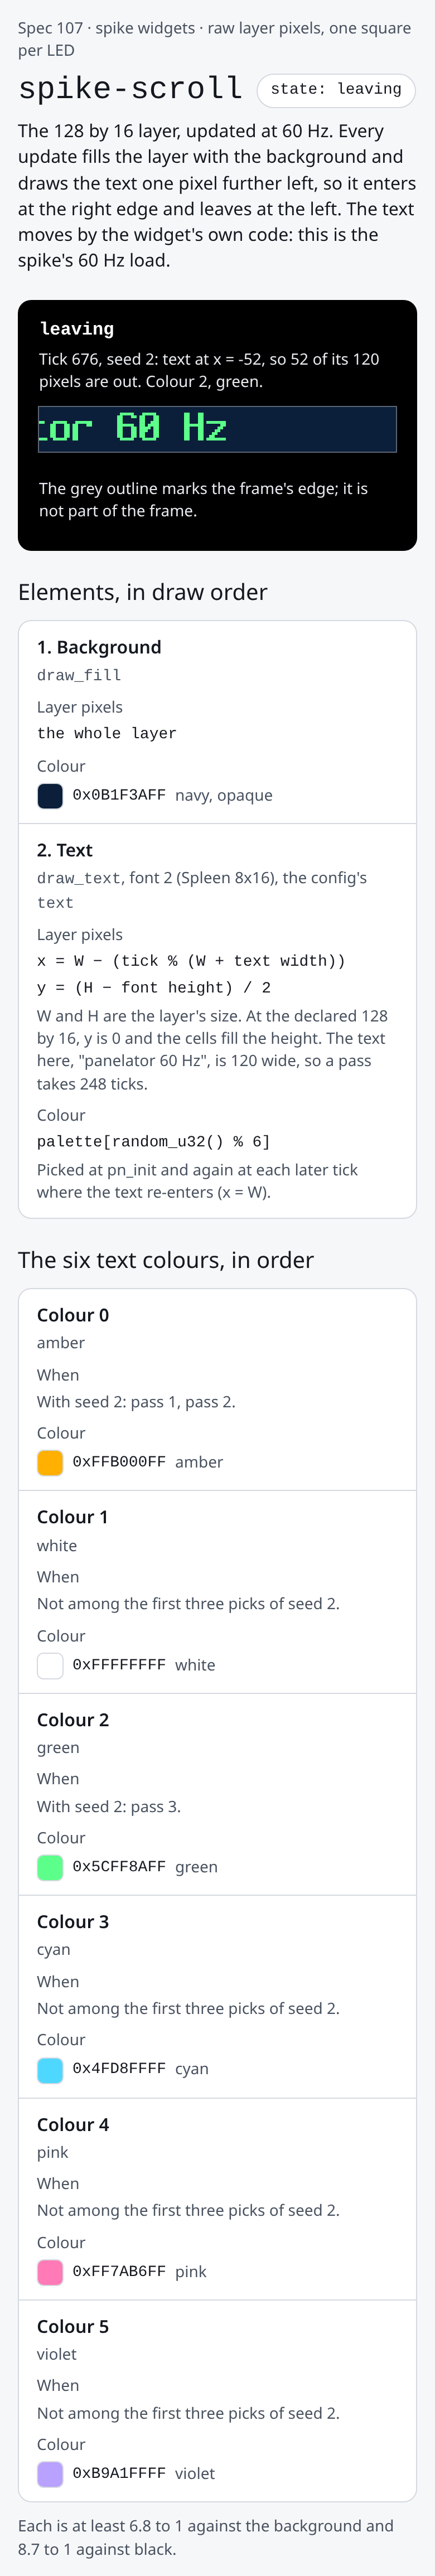 Spec 107 · spike widgets · raw layer pixels, one square
per LED
spike-scroll
state: leaving
The 128 by 16 layer, updated at 60 Hz. Every
update fills the layer with the background and
draws the text one pixel further left, so it enters
at the right edge and leaves at the left. The text
moves by the widget's own code: this is the
spike's 60 Hz load.
leaving
Tick 676, seed 2: text at x = -52, so 52 of its 120
pixels are out. Colour 2, green.
tor 60 Hz
The grey outline marks the frame's edge; it is
not part of the frame.
Elements, in draw order
1. Background
draw_fill
Layer pixels
the whole layer
Colour
0x0B1F3AFF navy, opaque
2. Text
draw_text, font 2 (Spleen 8x16), the config's
text
Layer pixels
x = W − (tick % (W + text width))
y = (H − font height) / 2
W and H are the layer's size. At the declared 128
by 16, y is 0 and the cells fill the height. The text
here, "panelator 60 Hz", is 120 wide, so a pass
takes 248 ticks.
Colour
palette[random_u32() % 6]
Picked at pn_init and again at each later tick
where the text re-enters (x = W).
The six text colours, in order
Colour 0
amber
When
With seed 2: pass 1, pass 2.
Colour
0xFFB000FF amber
Colour 1
white
When
Not among the first three picks of seed 2.
Colour
0xFFFFFFFF white
Colour 2
green
When
With seed 2: pass 3.
Colour
0x5CFF8AFF green
Colour 3
cyan
When
Not among the first three picks of seed 2.
Colour
0x4FD8FFFF cyan
Colour 4
pink
When
Not among the first three picks of seed 2.
Colour
0xFF7AB6FF pink
Colour 5
violet
When
Not among the first three picks of seed 2.
Colour
0xB9A1FFFF violet
Each is at least 6.8 to 1 against the background and
8.7 to 1 against black.